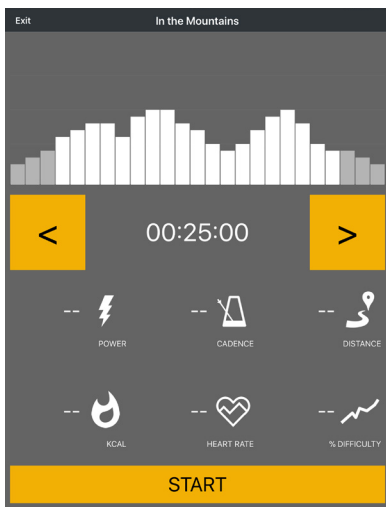 Exit In the Mountains
< 00:25:00 >
-- -- --
POWER CADENCE DISTANCE
-- -- --
KCAL HEART RATE % DIFFICULTY
START